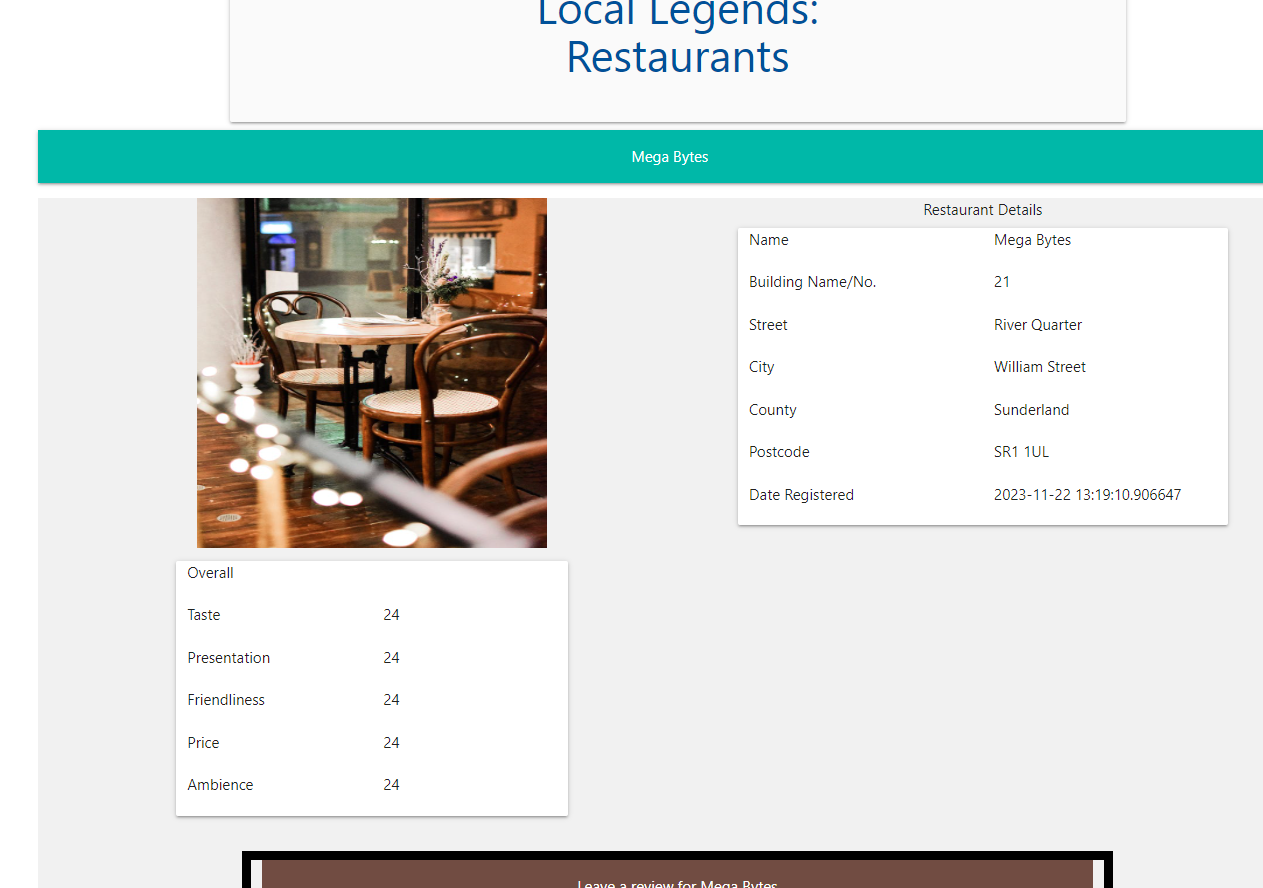 Local Legends:
Restaurants
Mega Bytes
Restaurant Details
Name Mega Bytes
Building Name/No. 21
Street River Quarter
City William Street
County Sunderland
Postcode SR1 1UL
Date Registered 2023-11-22 13:19:10.906647
Overall
Taste 24
Presentation 24
Friendliness 24
Price 24
Ambience 24
Leave a review for Mega Bytes